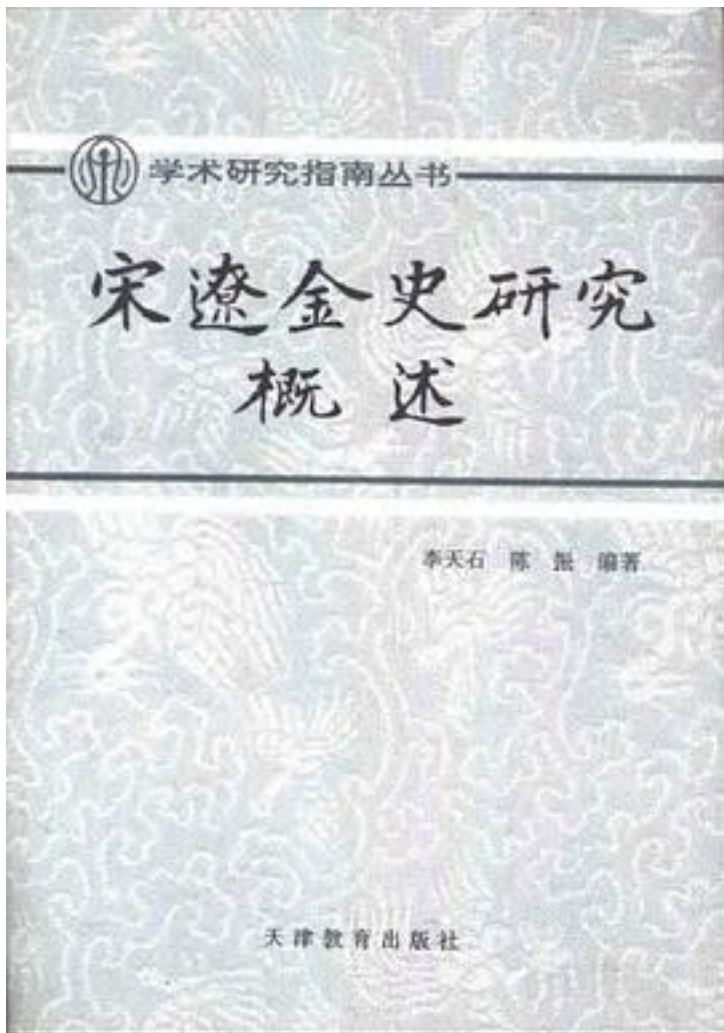 学术研究指南丛书
宋遼金史研究
概述
李天石 陈振 编著
天津教育出版社